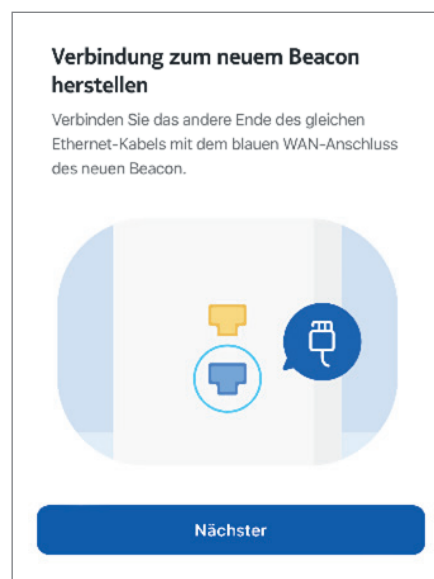 Verbindung zum neuem Beacon
herstellen
Verbinden Sie das andere Ende des gleichen
Ethernet-Kabels mit dem blauen WAN-Anschluss
des neuen Beacon.
Nächster